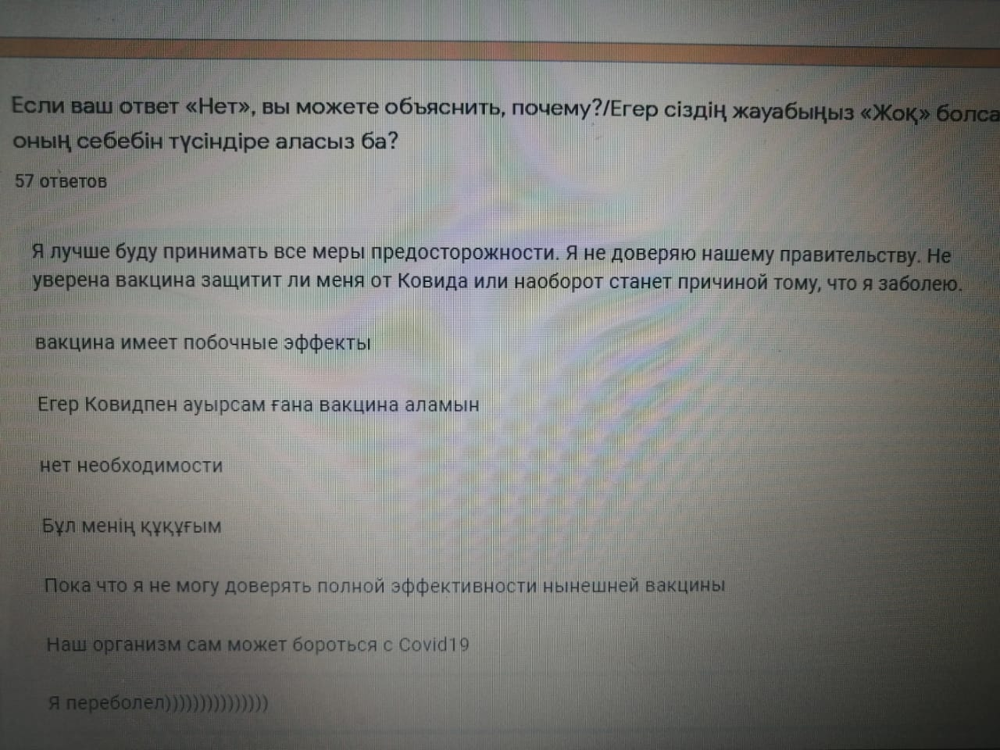 Если ваш ответ «Нет», вы можете объяснить, почему?/Егер сіздің жауабыңыз «Жоқ» болса
оның себебін түсіндіре аласыз ба?
57 ответов
Я лучше буду принимать все меры предосторожности. Я не доверяю нашему правительству. Не
уверена вакцина защитит ли меня от Ковида или наоборот станет причиной тому, что я заболею.
вакцина имеет побочные эффекты
Егер Ковидпен ауырсам ғана вакцина аламын
нет необходимости
Бұл менің құқұғым
Пока что я не могу доверять полной эффективности нынешней вакцины
Наш организм сам может бороться с Covid19
Я переболел)))))))))))))))